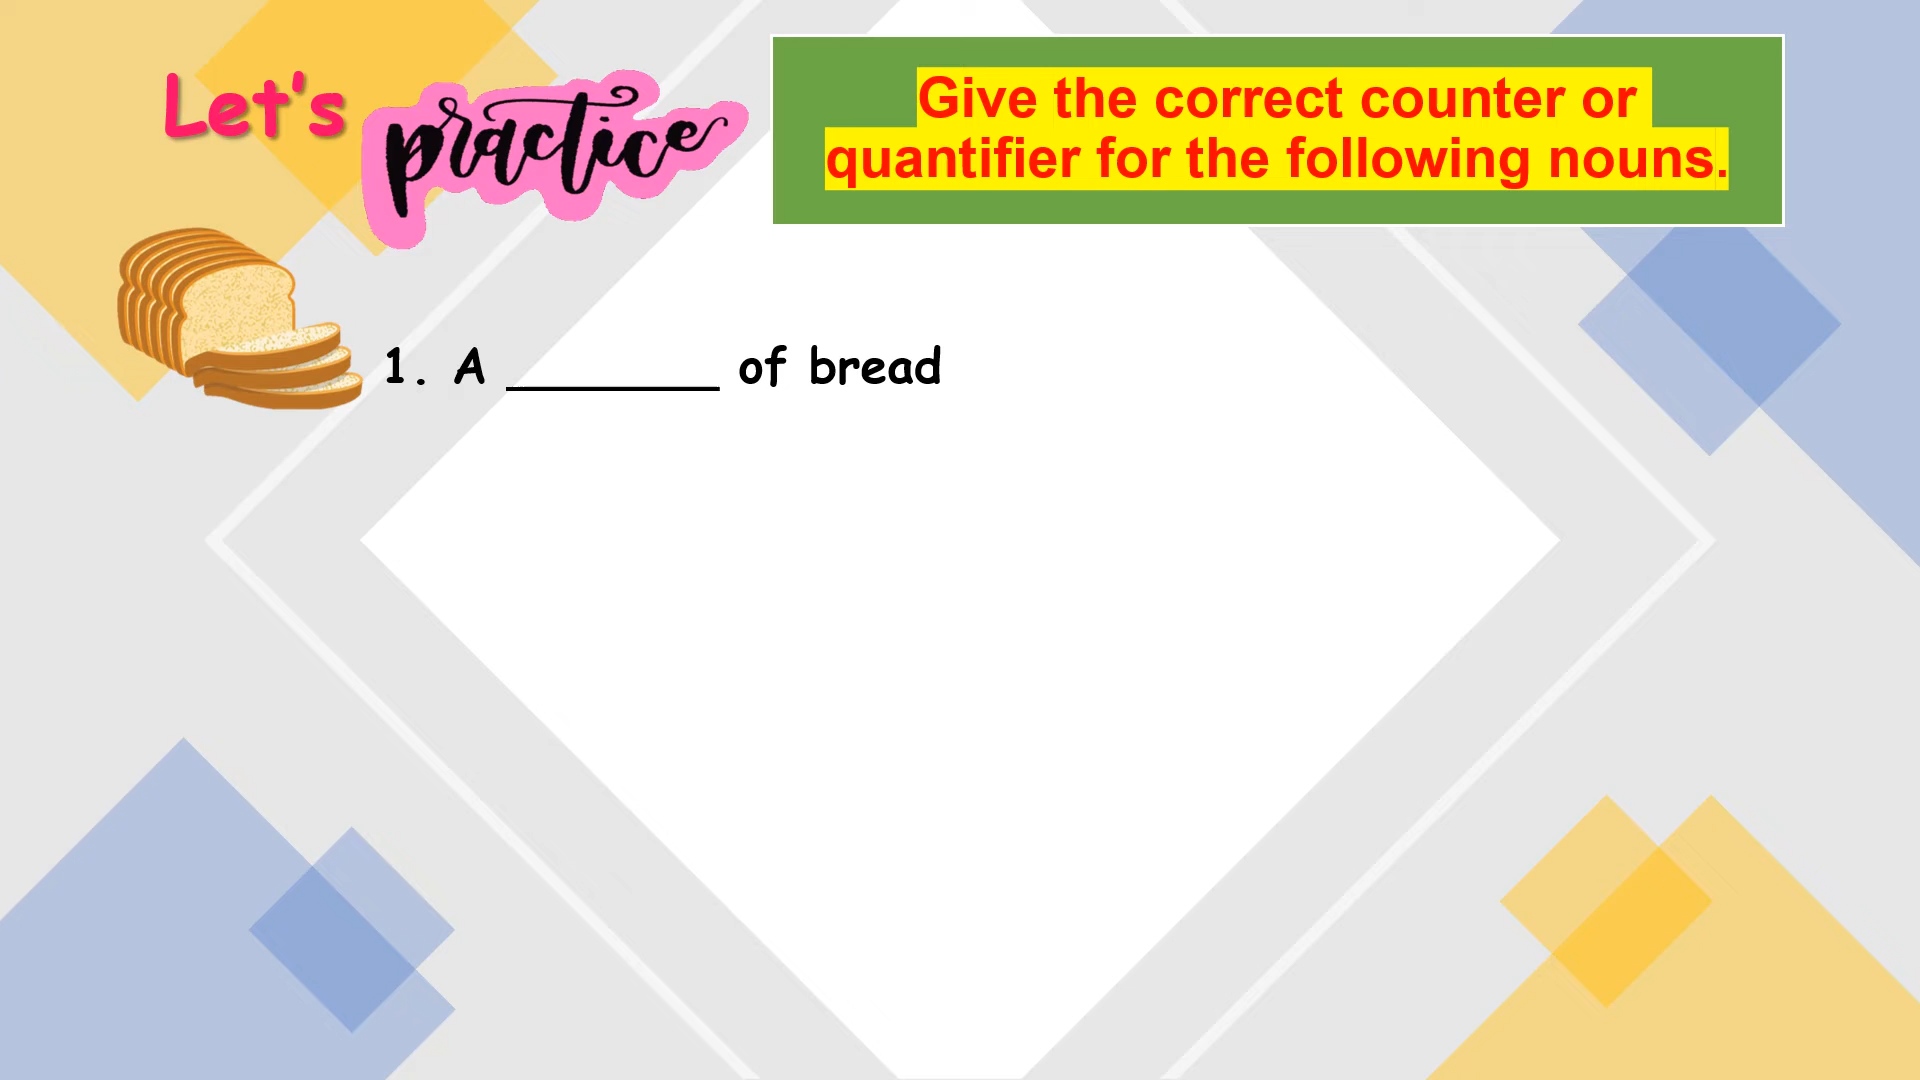 Let's practice
Give the correct counter or
quantifier for the following nouns.
1. A ________ of bread